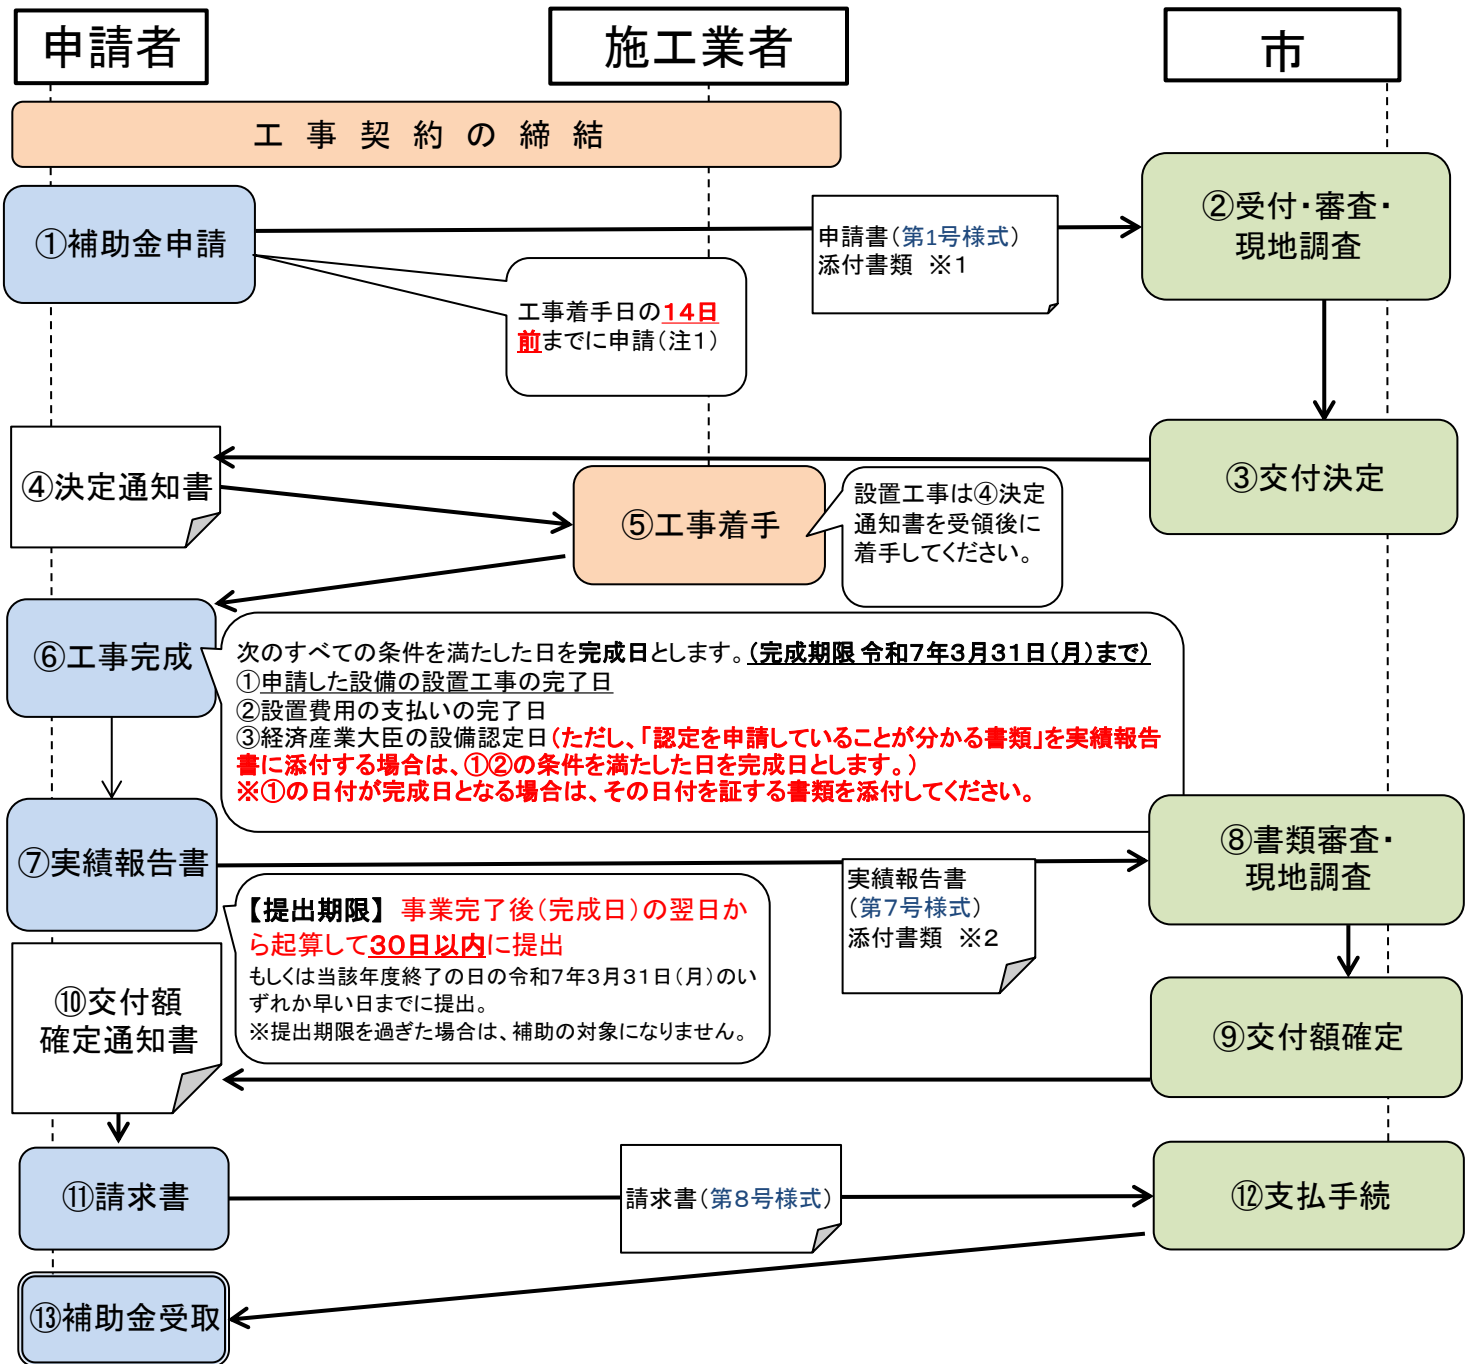 申請者
施工業者
市
工事契約の締結
①補助金申請
申請書(第1号様式)
添付書類 ※1
②受付・審査・
現地調査
工事着手日の14日
前までに申請(注1)
④決定通知書
③交付決定
⑤工事着手
設置工事は④決定
通知書を受領後に
着手してください。
⑥工事完成
次のすべての条件を満たした日を完成日とします。(完成期限 令和7年3月31日(月)まで)
①申請した設備の設置工事の完了日
②設置費用の支払いの完了日
③経済産業大臣の設備認定日(ただし、「認定を申請していることが分かる書類」を実績報告
書に添付する場合は、①②の条件を満たした日を完成日とします。)
※①の日付が完成日となる場合は、その日付を証する書類を添付してください。
⑦実績報告書
実績報告書
(第7号様式)
添付書類 ※2
⑧書類審査・
現地調査
【提出期限】 事業完了後(完成日)の翌日か
ら起算して30日以内に提出
もしくは当該年度終了の日の令和7年3月31日(月)のい
ずれか早い日までに提出。
※提出期限を過ぎた場合は、補助の対象になりません。
⑩交付額
確定通知書
⑨交付額確定
⑪請求書
請求書(第8号様式)
⑫支払手続
⑬補助金受取